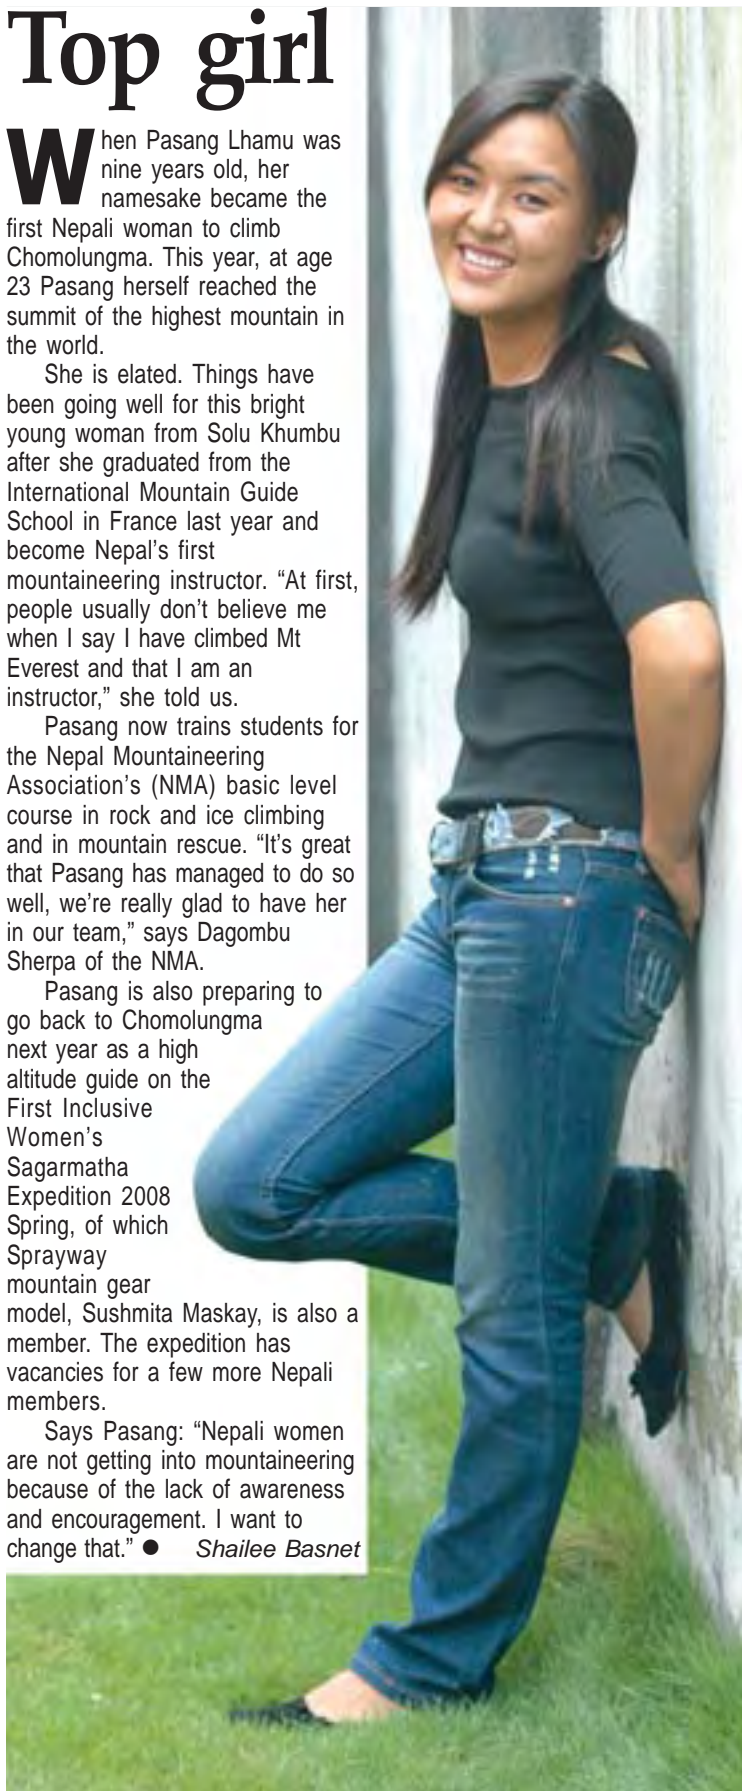 Top girl
When Pasang Lhamu was
nine years old, her
namesake became the
first Nepali woman to climb
Chomolungma. This year, at age
23 Pasang herself reached the
summit of the highest mountain in
the world.
She is elated. Things have
been going well for this bright
young woman from Solu Khumbu
after she graduated from the
International Mountain Guide
School in France last year and
become Nepal's first
mountaineering instructor. “At first,
people usually don't believe me
when I say I have climbed Mt
Everest and that I am an
instructor,” she told us.
Pasang now trains students for
the Nepal Mountaineering
Association's (NMA) basic level
course in rock and ice climbing
and in mountain rescue. “It's great
that Pasang has managed to do so
well, we're really glad to have her
in our team,” says Dagombu
Sherpa of the NMA.
Pasang is also preparing to
go back to Chomolungma
next year as a high
altitude guide on the
First Inclusive
Women's
Sagarmatha
Expedition 2008
Spring, of which
Sprayway
mountain gear
model, Sushmita Maskay, is also a
member. The expedition has
vacancies for a few more Nepali
members.
Says Pasang: “Nepali women
are not getting into mountaineering
because of the lack of awareness
and encouragement. I want to
change that.” ● Shailee Basnet